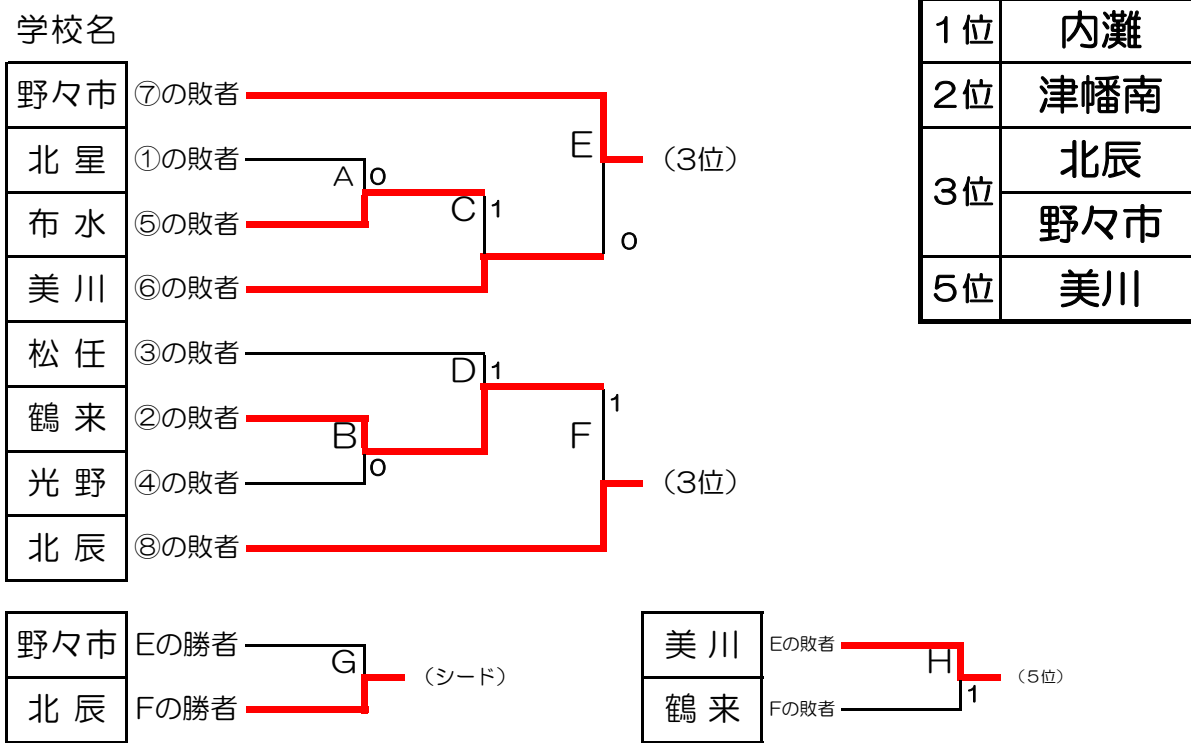 学校名
1位 内灘
野々市 ⑦の敗者
2位 津幡南
E (3位)
北星 ①の敗者
3位 北辰
A 0
布水 ⑤の敗者
C 1
野々市
0
美川 ⑥の敗者
5位 美川
松任 ③の敗者
D 1
鶴来 ②の敗者
1
B F
0
光野 ④の敗者
(3位)
北辰 ⑧の敗者
野々市 Eの勝者
G (シード)
北辰 Fの勝者
美川 Eの敗者
H (5位)
1
鶴来 Fの敗者